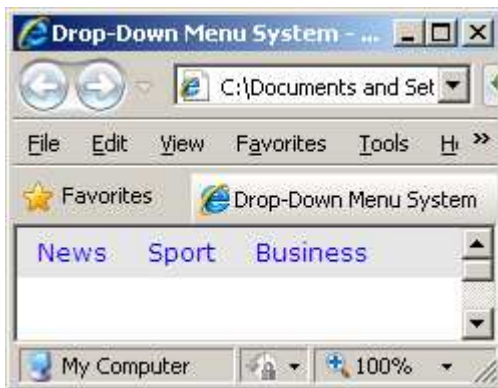 Drop-Down Menu System - ...
C:\Documents and Set
File Edit View Favorites Tools H »
Favorites Drop-Down Menu System
News Sport Business
My Computer 100%